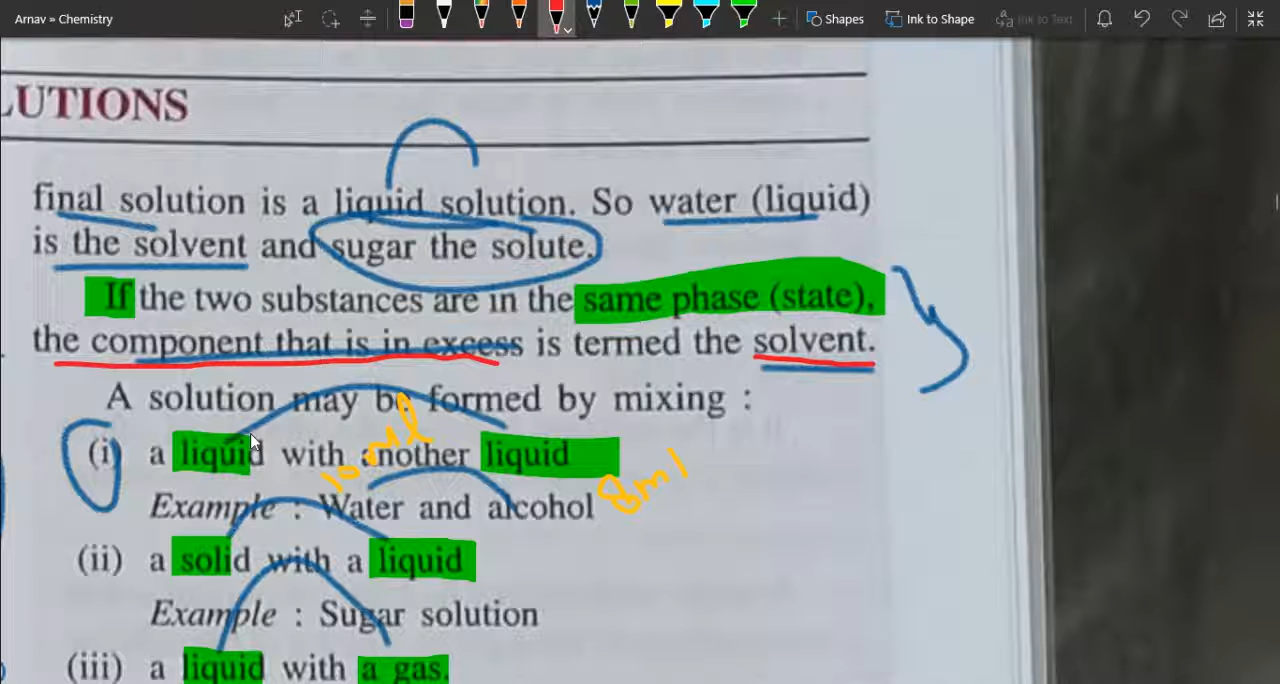 Arnav » Chemistry
Shapes
Ink to Shape
Ink to Text
LUTIONS
final solution is a liquid solution. So water (liquid)
is the solvent and sugar the solute.
If the two substances are in the same phase (state),
the component that is in excess is termed the solvent.
A solution may be formed by mixing :
(i) a liquid with another liquid
10 ml
8ml
Example : Water and alcohol
(ii) a solid with a liquid
Example : Sugar solution
(iii) a liquid with a gas.